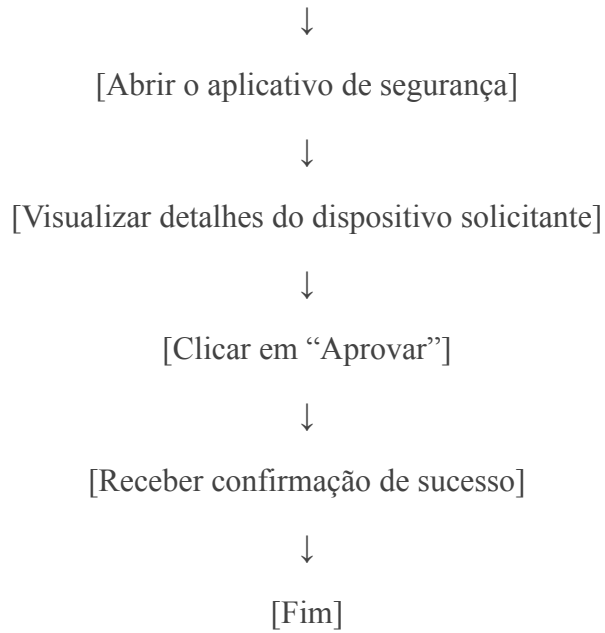 ↓
[Abrir o aplicativo de segurança]
↓
[Visualizar detalhes do dispositivo solicitante]
↓
[Clicar em “Aprovar”]
↓
[Receber confirmação de sucesso]
↓
[Fim]